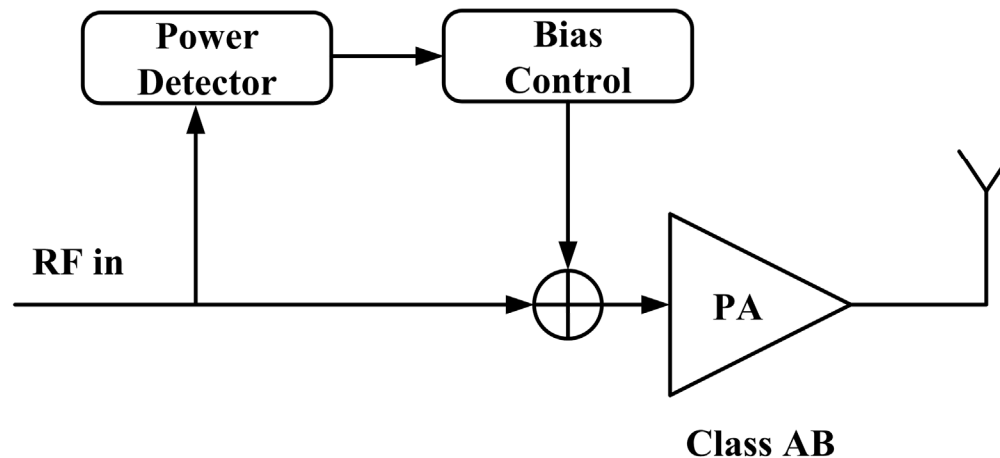 Power
Detector
Bias
Control
RF in
PA
Class AB